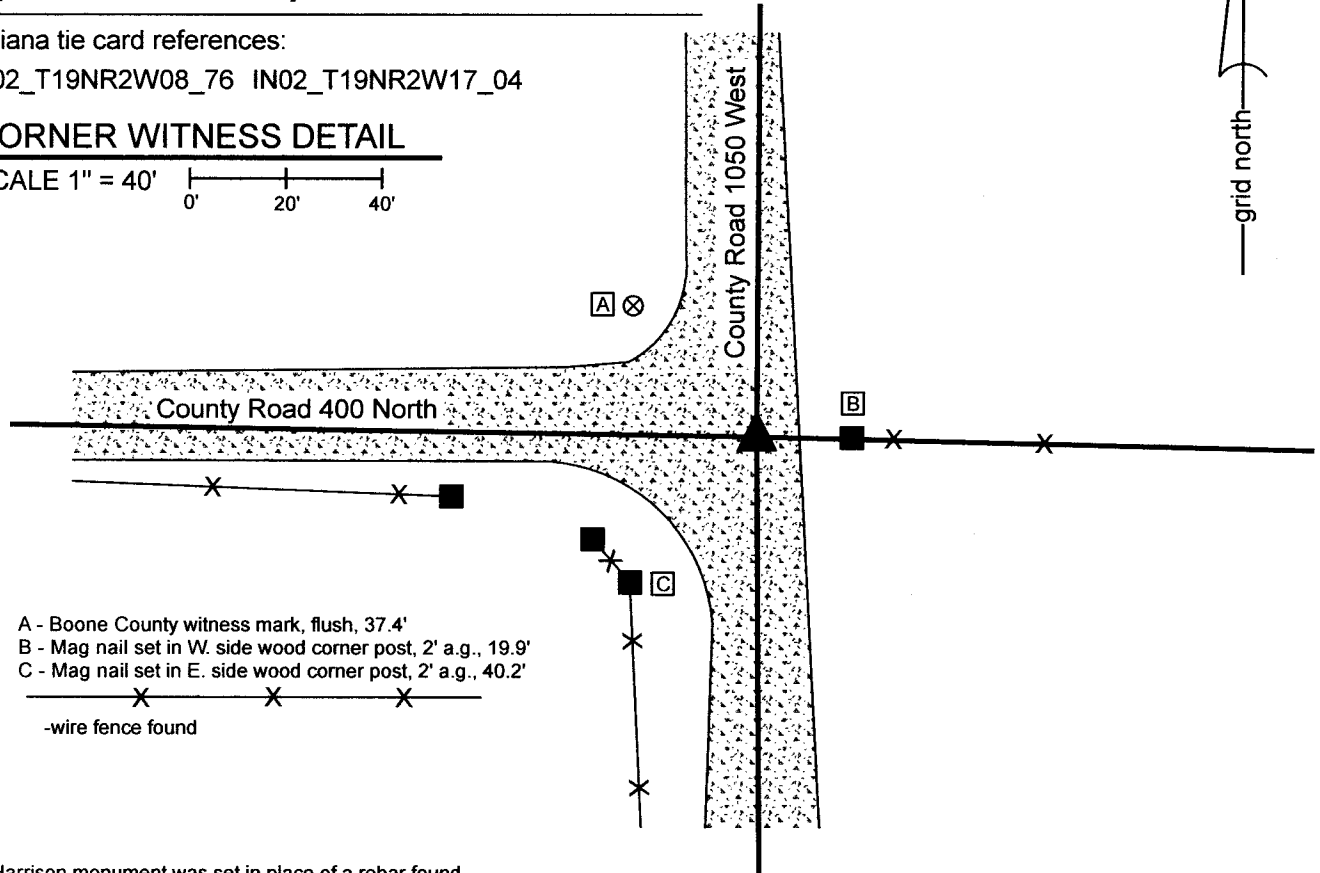 iana tie card references:
02_T19NR2W08_76 IN02_T19NR2W17_04
ORNER WITNESS DETAIL
CALE 1" = 40'
0' 20' 40'
grid north
County Road 1050 West
A
County Road 400 North
B
C
A - Boone County witness mark, flush, 37.4'
B - Mag nail set in W. side wood corner post, 2' a.g., 19.9'
C - Mag nail set in E. side wood corner post, 2' a.g., 40.2'
-wire fence found
Harrison monument was set in place of a rebar found